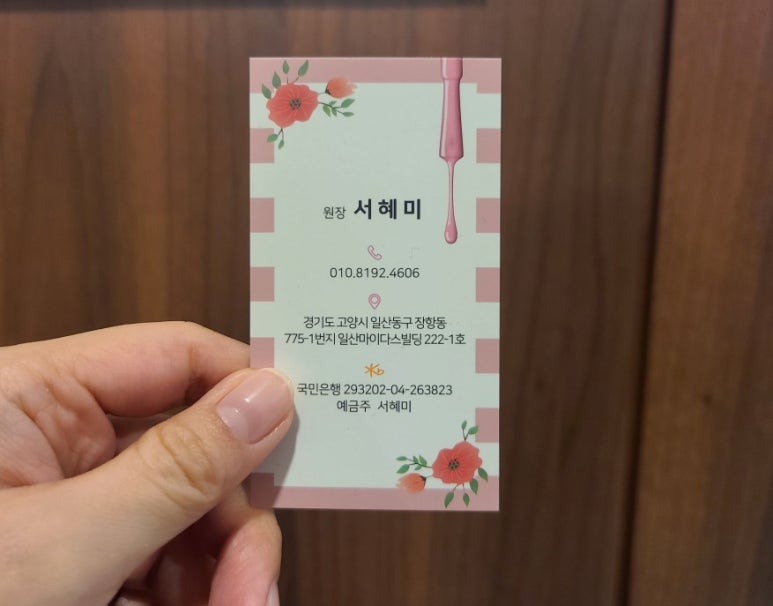 원장 서혜미
010.8192.4606
경기도 고양시 일산동구 장항동
775-1번지 일산마이다스빌딩 222-1호
국민은행 293202-04-263823
예금주 서혜미